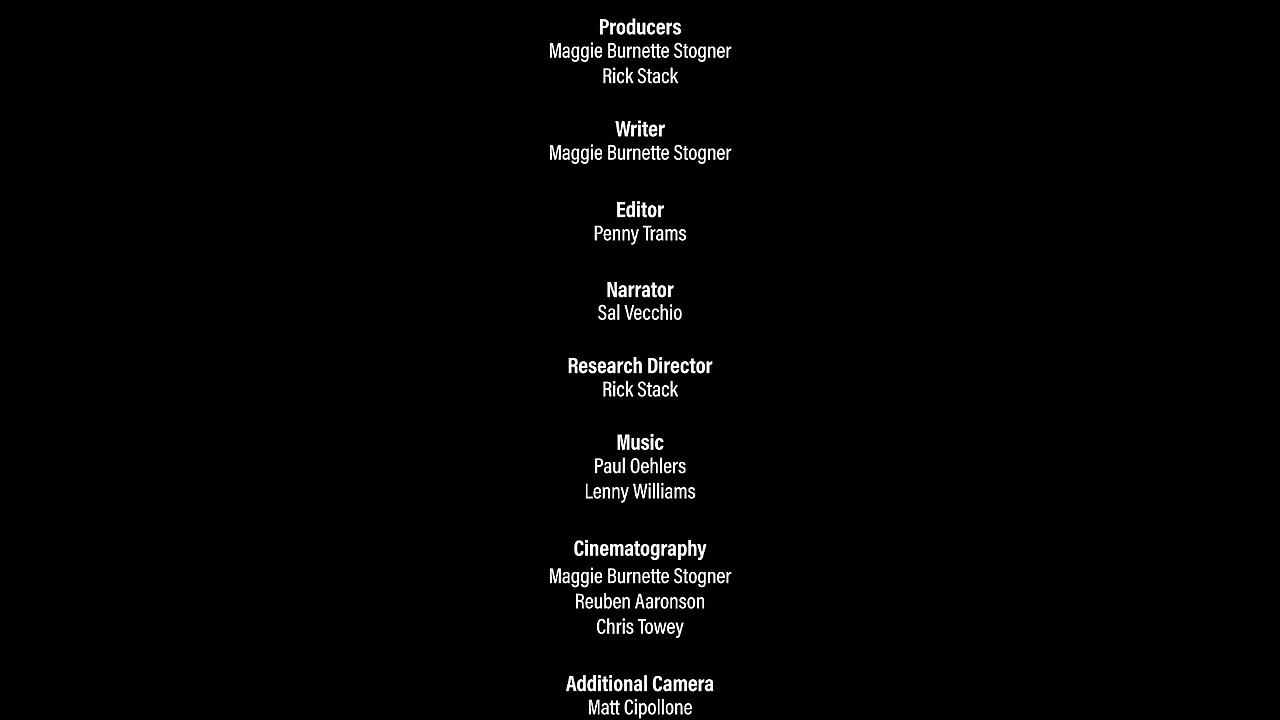 Producers
Maggie Burnette Stogner
Rick Stack
Writer
Maggie Burnette Stogner
Editor
Penny Trams
Narrator
Sal Vecchio
Research Director
Rick Stack
Music
Paul Oehlers
Lenny Williams
Cinematography
Maggie Burnette Stogner
Reuben Aaronson
Chris Towey
Additional Camera
Matt Cipollone